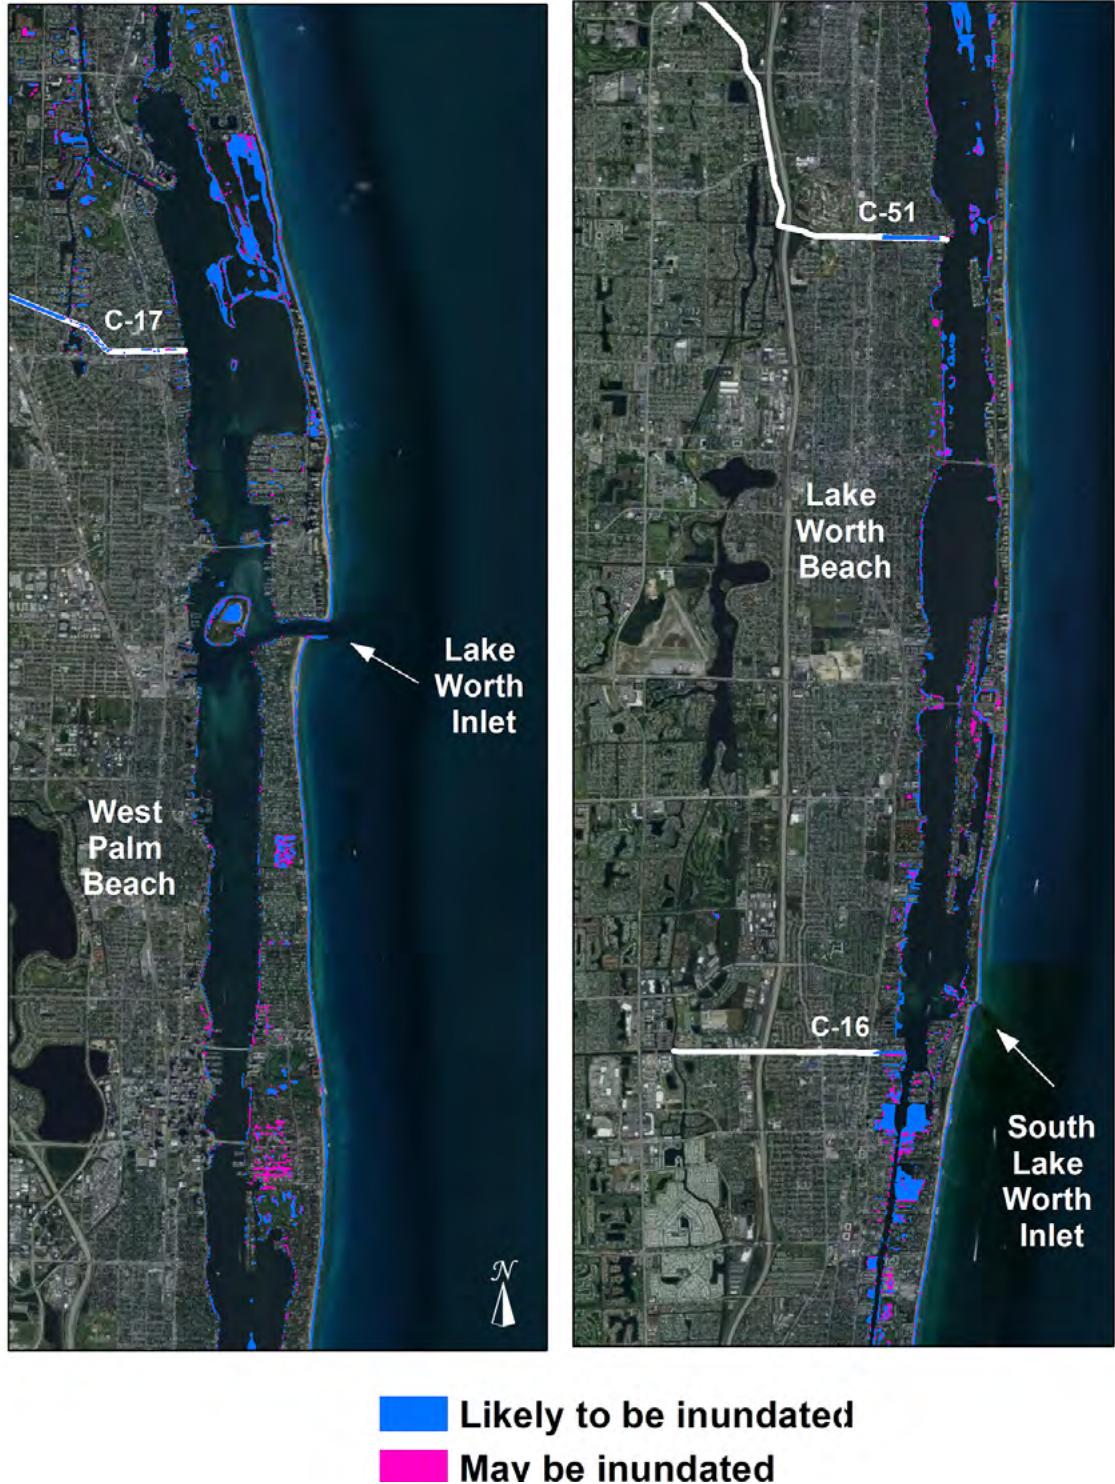 C-17
Lake
Worth
Inlet
West
Palm
Beach
N
C-51
Lake
Worth
Beach
C-16
South
Lake
Worth
Inlet
Likely to be inundated
May be inundated